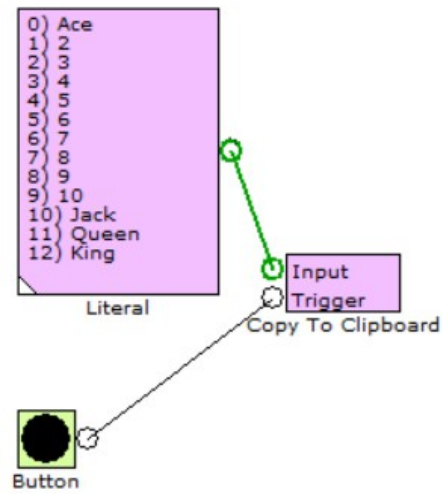 0) Ace
1) 2
2) 3
3) 4
4) 5
5) 6
6) 7
7) 8
8) 9
9) 10
10) Jack
11) Queen
12) King
Literal
Input
Trigger
Copy To Clipboard
Button